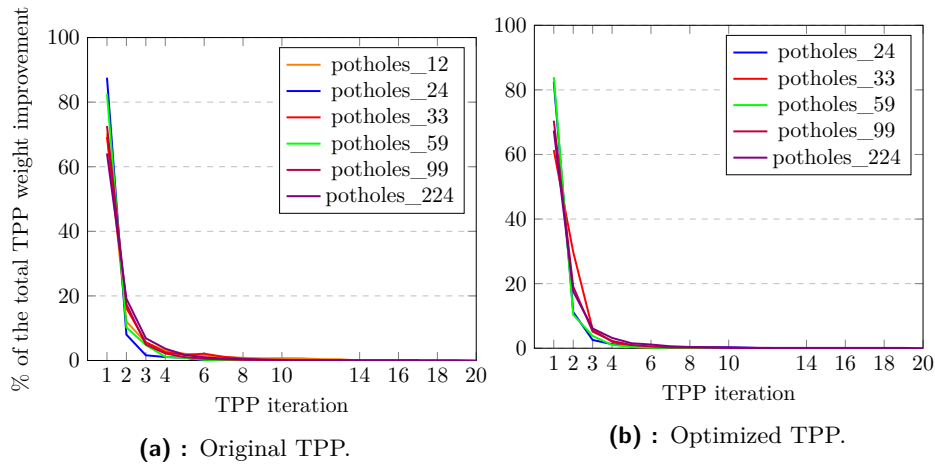 % of the total TPP weight improvement
100
80
60
40
20
0
1 2 3 4 6 8 10 14 16 18 20
TPP iteration
potholes_12
potholes_24
potholes_33
potholes_59
potholes_99
potholes_224
(a) : Original TPP.
100
80
60
40
20
0
1 2 3 4 6 8 10 14 16 18 20
TPP iteration
potholes_24
potholes_33
potholes_59
potholes_99
potholes_224
(b) : Optimized TPP.